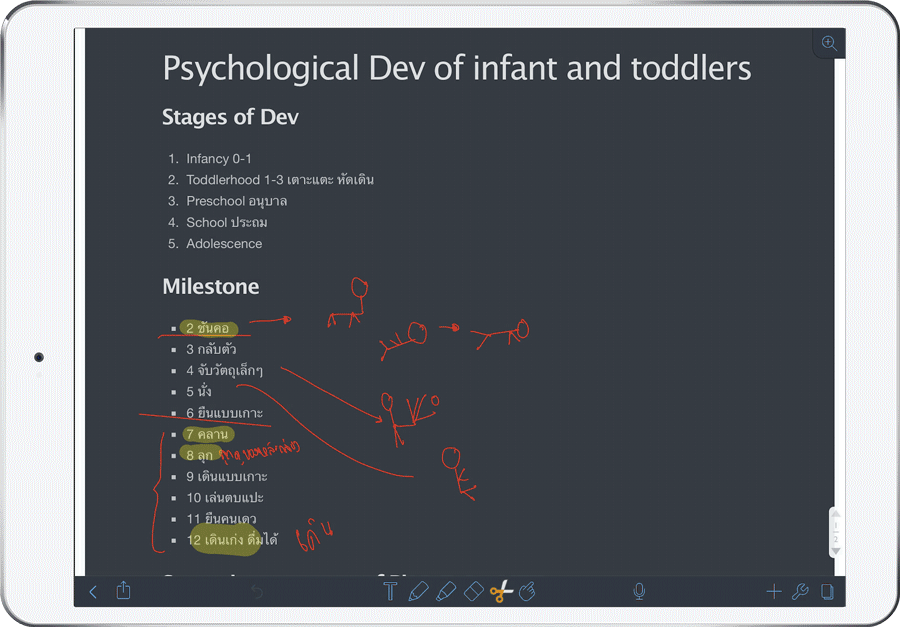 Psychological Dev of infant and toddlers
Stages of Dev
1. Infancy 0-1
2. Toddlerhood 1-3 เตาะแตะ หัดเดิน
3. Preschool อนุบาล
4. School ประถม
5. Adolescence
Milestone
2 ชันคอ
3 กลับตัว
4 จับวัตถุเล็กๆ
5 นั่ง
6 ยืนแบบเกาะ
7 คลาน
8 ลุก
9 เดินแบบเกาะ
10 เล่นตบแปะ
11 ยืนคนเดว
12 เดินเก่ง ดื่มได้ เดิน